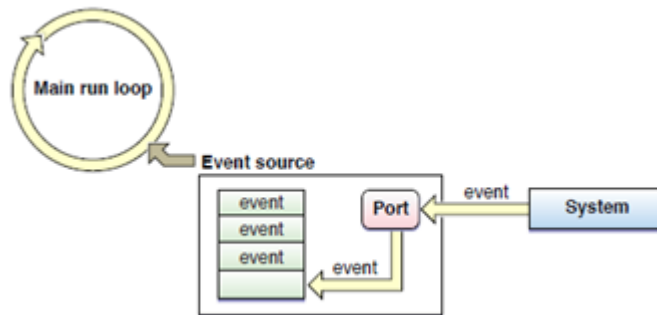 Main run loop
Event source
event
event
event
Port
event
event
System